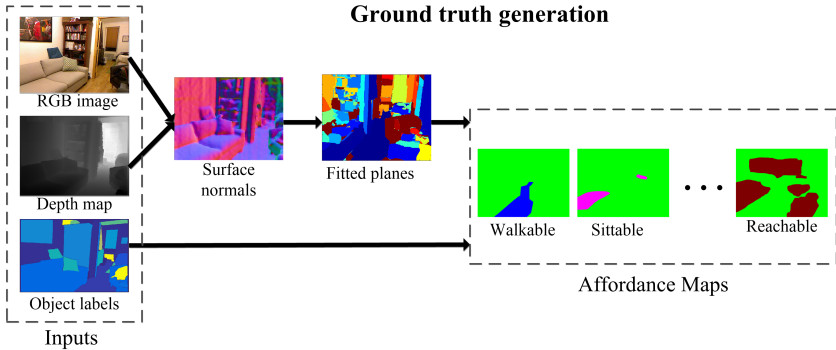 Ground truth generation
RGB image
Depth map
Object labels
Inputs
Surface
normals
Fitted planes
Walkable
Sittable
Reachable
Affordance Maps